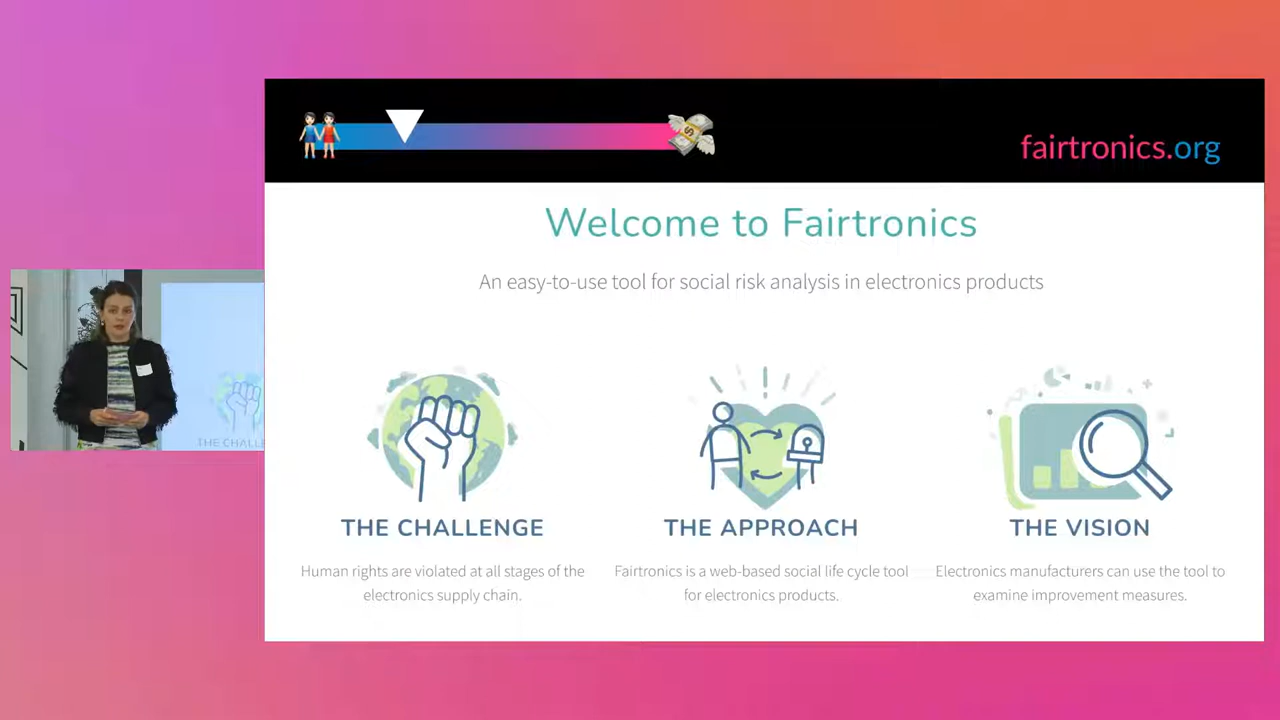 fairtronics.org
Welcome to Fairtronics
An easy-to-use tool for social risk analysis in electronics products
THE CHALLENGE
Human rights are violated at all stages of the
electronics supply chain.
THE APPROACH
Fairtronics is a web-based social life cycle tool
for electronics products.
THE VISION
Electronics manufacturers can use the tool to
examine improvement measures.
THE CHALLE